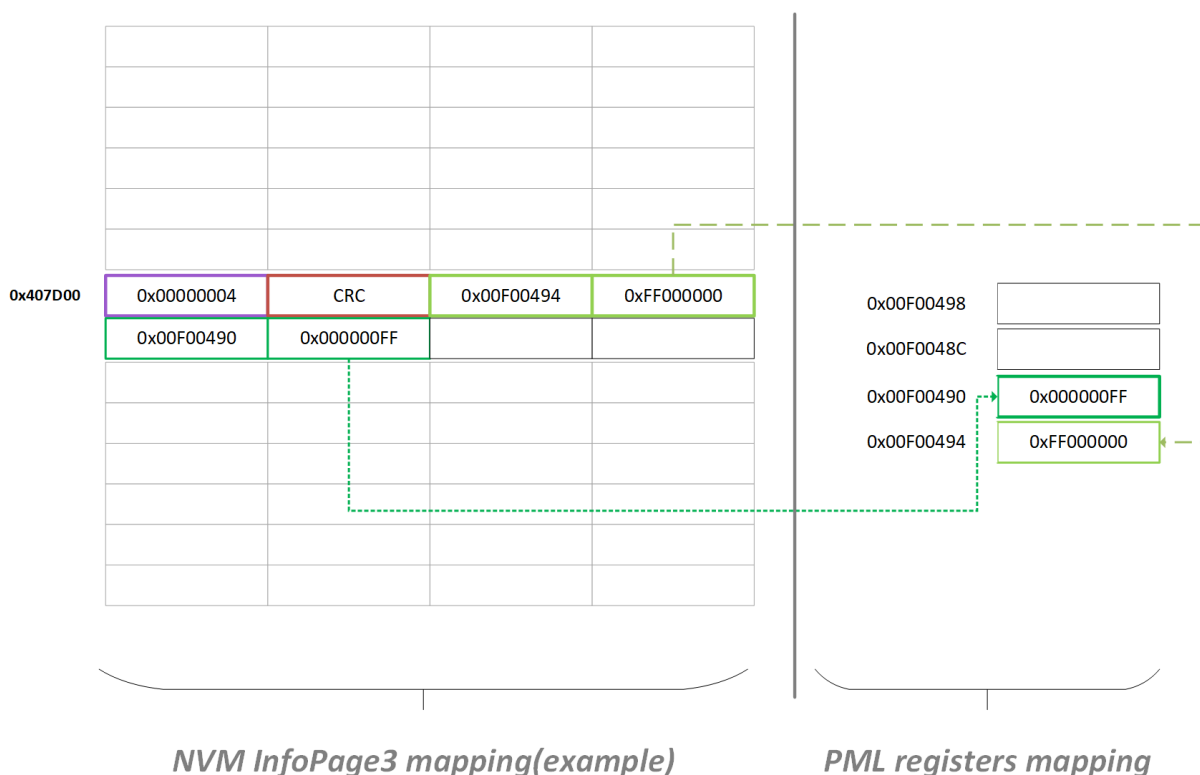 0x407D00 0x00000004 CRC 0x00F00494 0xFF000000
0x00F00490 0x000000FF
0x00F00498
0x00F0048C
0x00F00490 0x000000FF
0x00F00494 0xFF000000
NVM InfoPage3 mapping(example) PML registers mapping